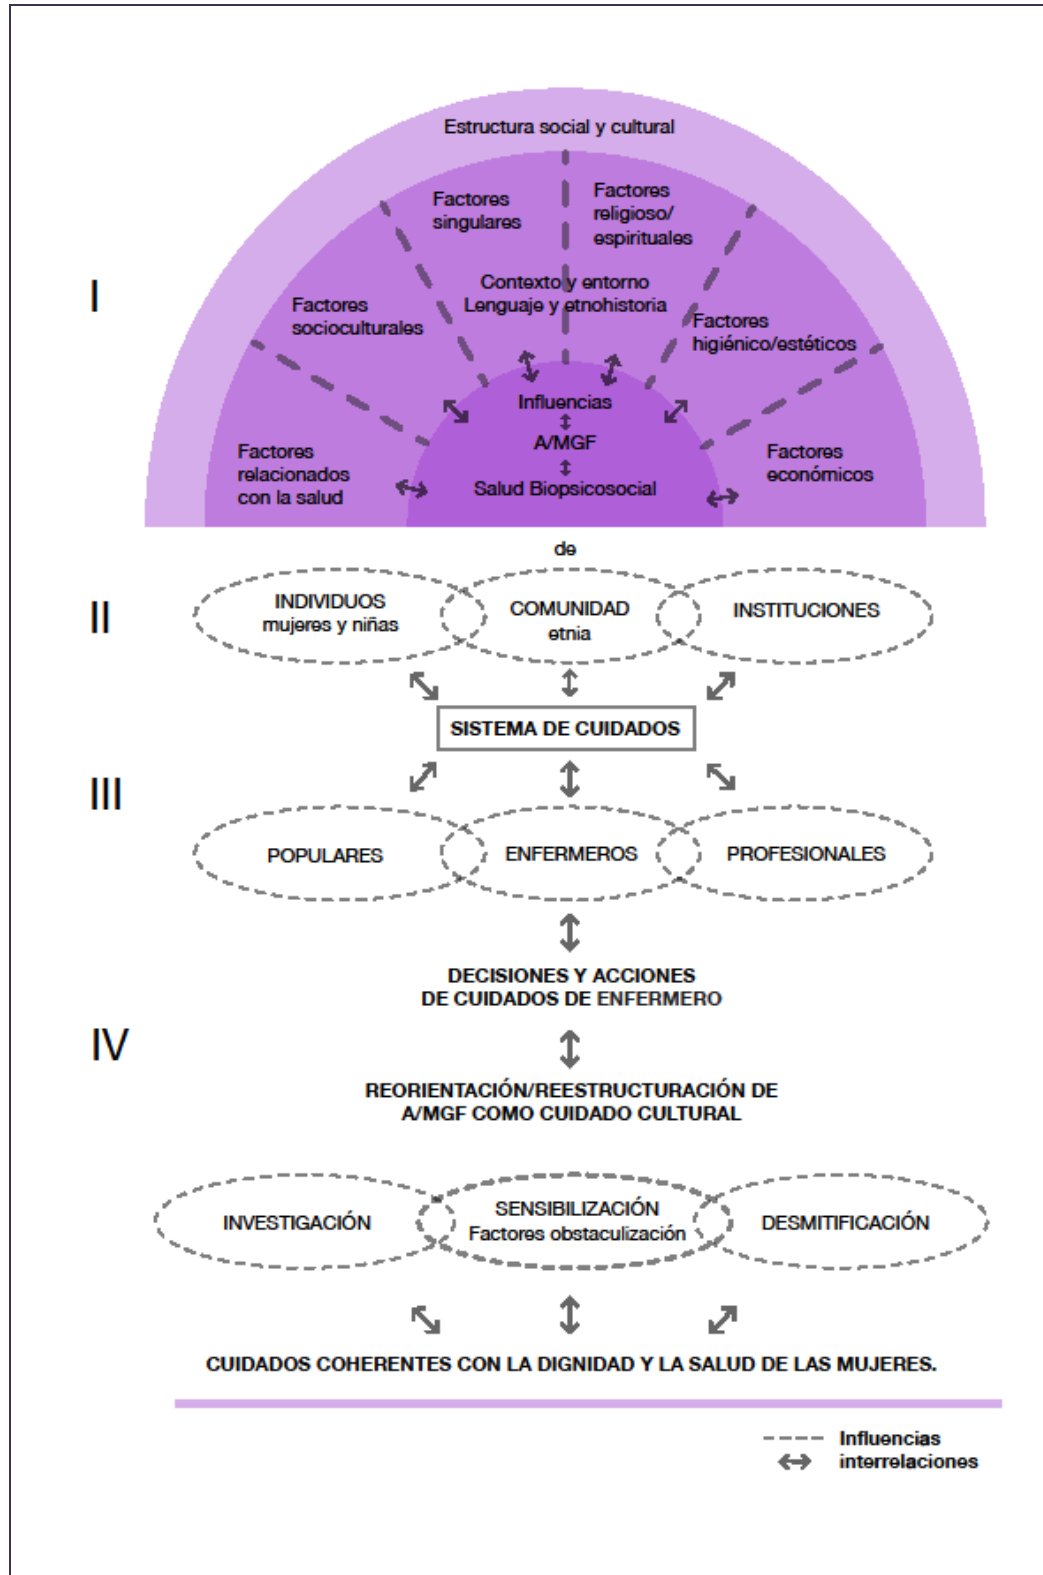 Estructura social y cultural
Factores
singulares
Factores
religioso/
espirituales
I
Contexto y entorno
Lenguaje y etnohistoria
Factores
socioculturales
Factores
higiénico/estéticos
Influencias
A/MGF
Salud Biopsicosocial
Factores
relacionados
con la salud
Factores
económicos
de
II
INDIVIDUOS
mujeres y niñas
COMUNIDAD
etnia
INSTITUCIONES
SISTEMA DE CUIDADOS
III
POPULARES
ENFERMEROS
PROFESIONALES
DECISIONES Y ACCIONES
DE CUIDADOS DE ENFERMERO
IV
REORIENTACIÓN/REESTRUCTURACIÓN DE
A/MGF COMO CUIDADO CULTURAL
INVESTIGACIÓN
SENSIBILIZACIÓN
Factores obstaculización
DESMITIFICACIÓN
CUIDADOS COHERENTES CON LA DIGNIDAD Y LA SALUD DE LAS MUJERES.
Influencias
interrelaciones